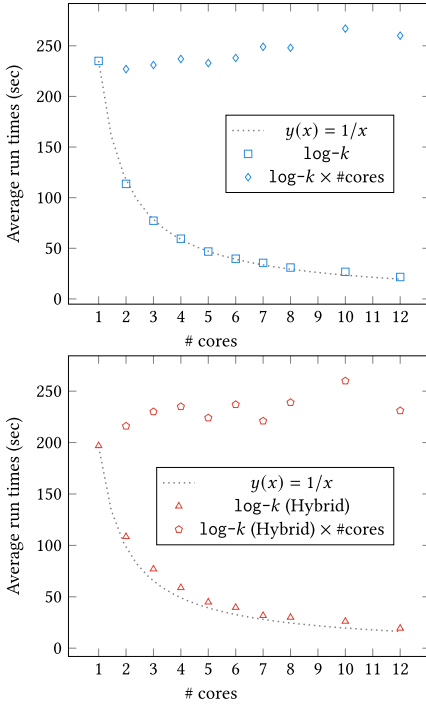 250
200
150
100
50
0
Average run times (sec)
y(x) = 1/x
log-k
log-k × #cores
1 2 3 4 5 6 7 8 10 11 12
# cores
250
200
150
100
50
0
Average run times (sec)
y(x) = 1/x
log-k (Hybrid)
log-k (Hybrid) × #cores
1 2 3 4 5 6 7 8 10 11 12
# cores